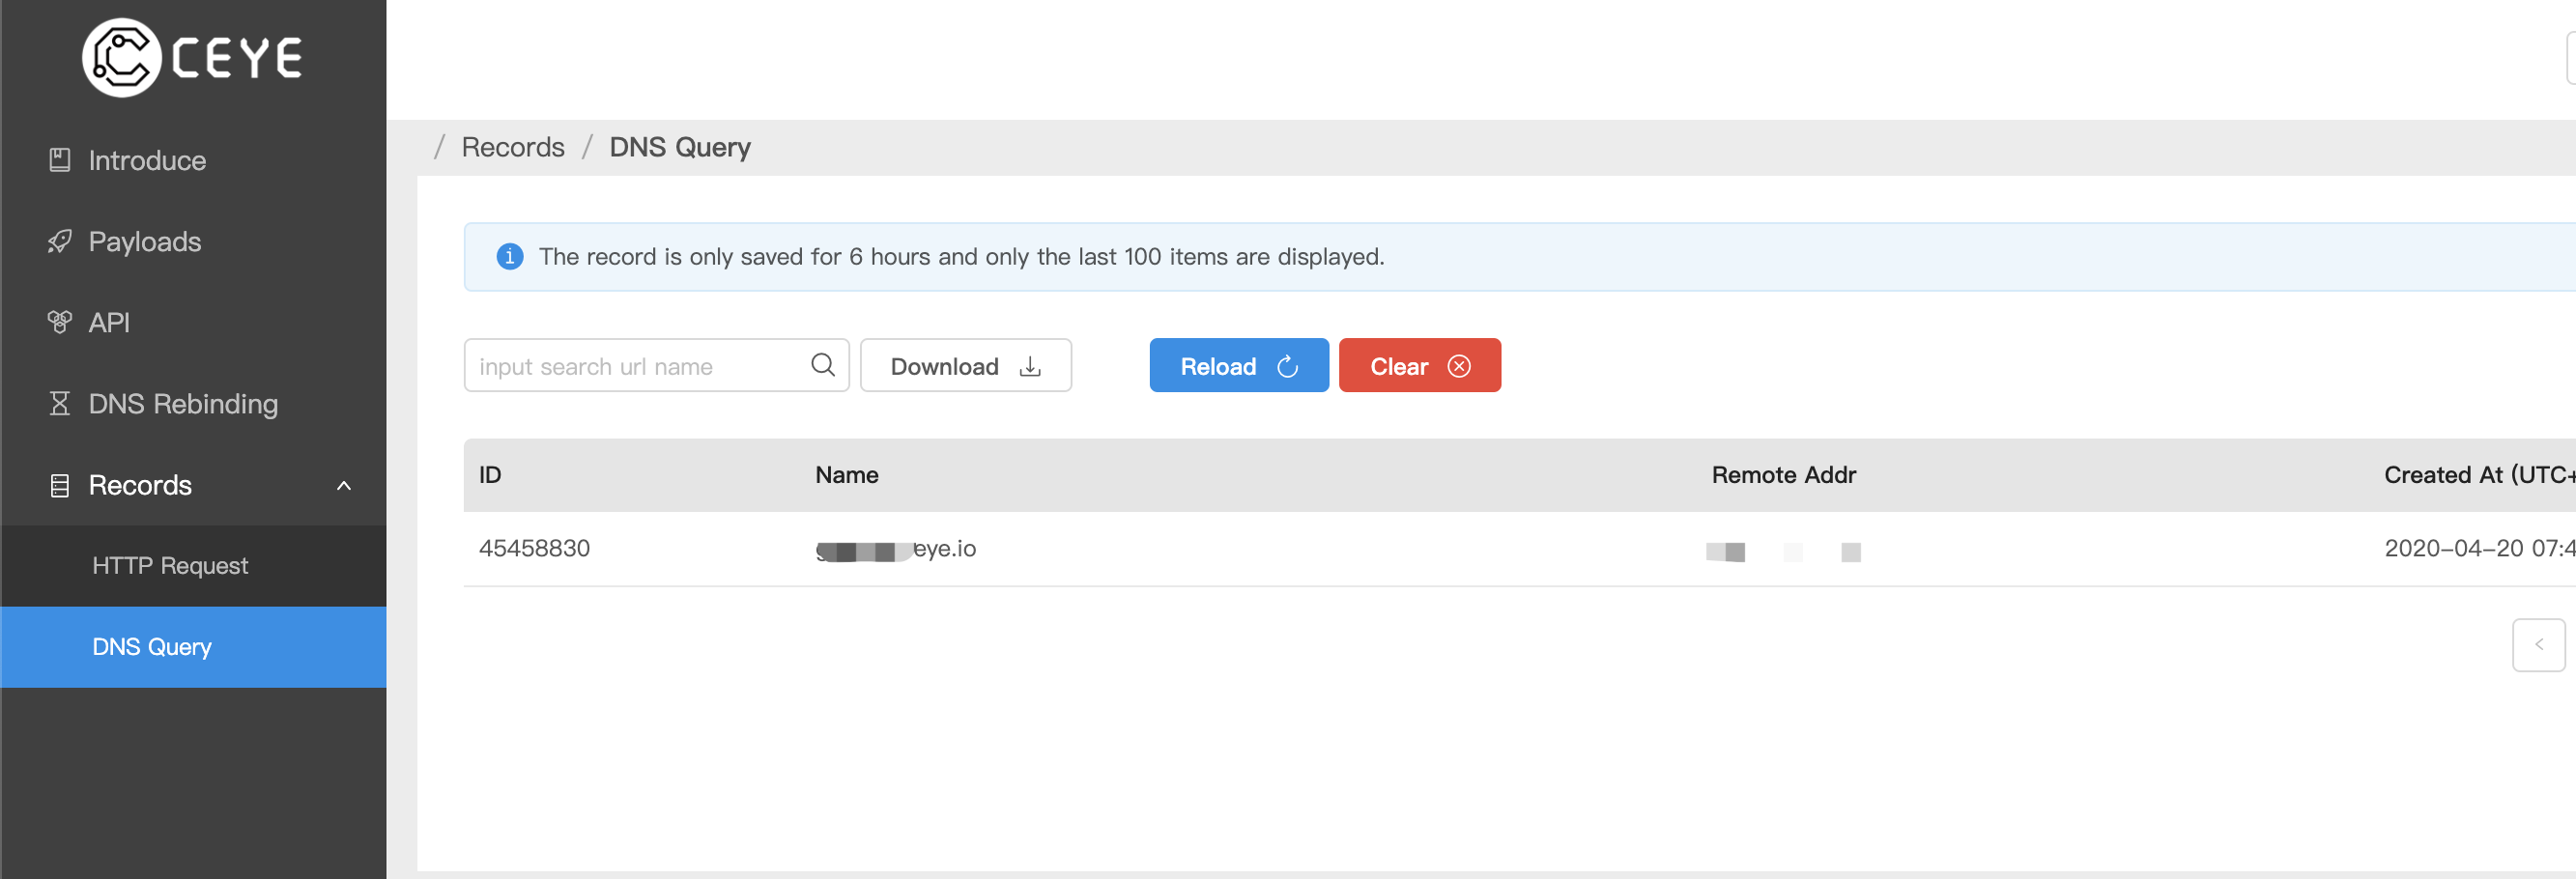 CEYE
Introduce
Payloads
API
DNS Rebinding
Records
HTTP Request
DNS Query
/ Records / DNS Query
The record is only saved for 6 hours and only the last 100 items are displayed.
input search url name
Download
Reload
Clear
ID Name Remote Addr Created At (UTC+
45458830 eye.io 2020-04-20 07:4